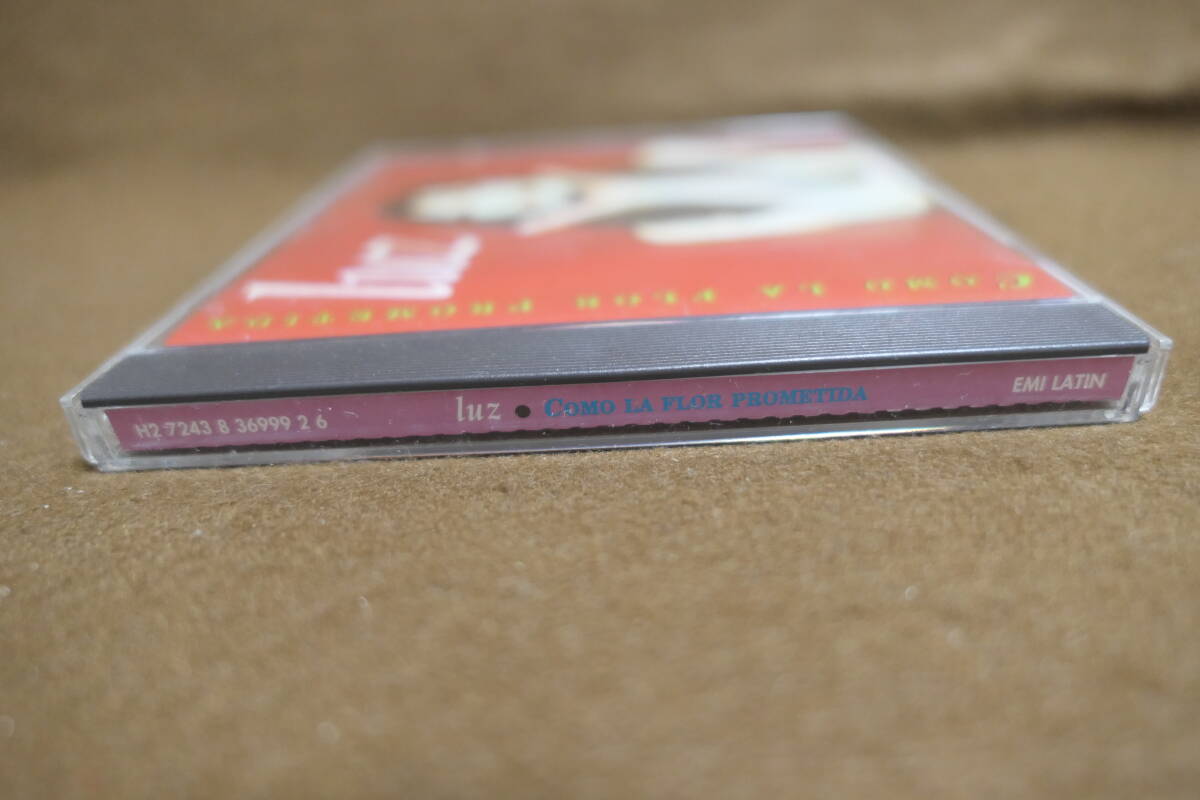 luz
COMO LA FLOR PROMETIDA
H2 7243 8 36999 2 6 luz • COMO LA FLOR PROMETIDA EMI LATIN